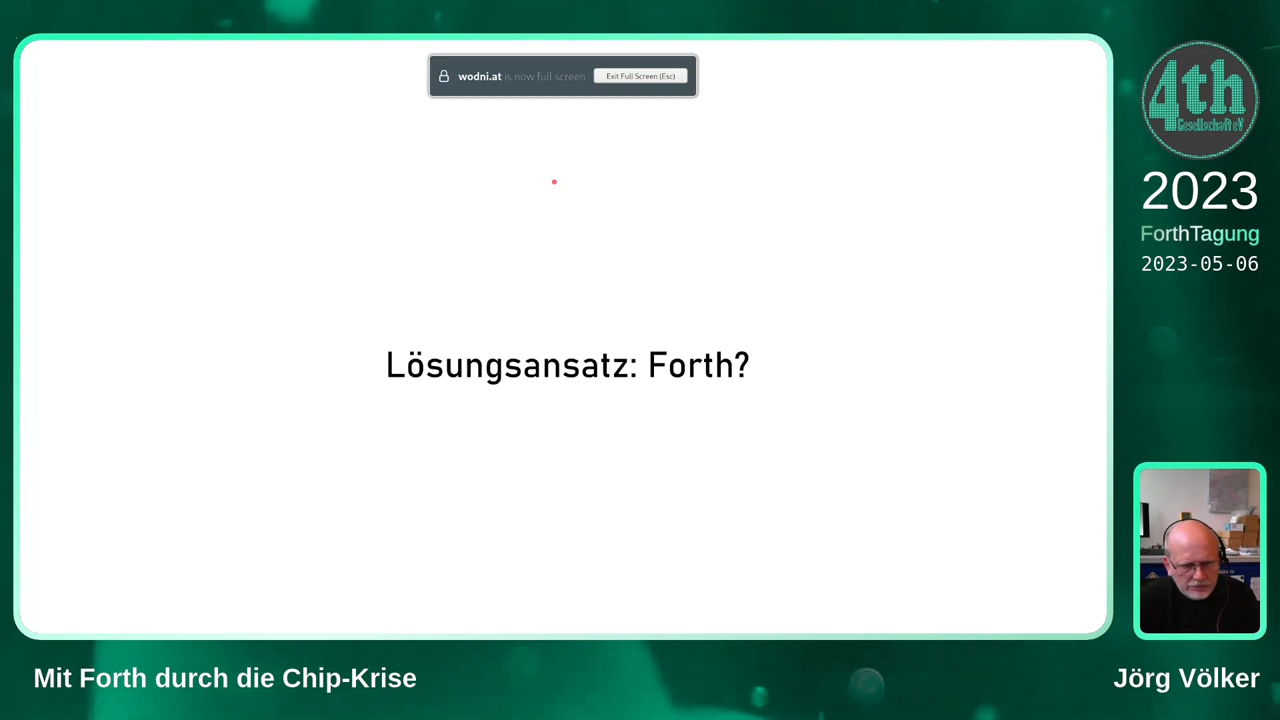 wodni.at is now full screen
Exit Full Screen (Esc)
Lösungsansatz: Forth?
4th
Gesellschaft eV
2023
ForthTagung
2023-05-06
Mit Forth durch die Chip-Krise
Jörg Völker